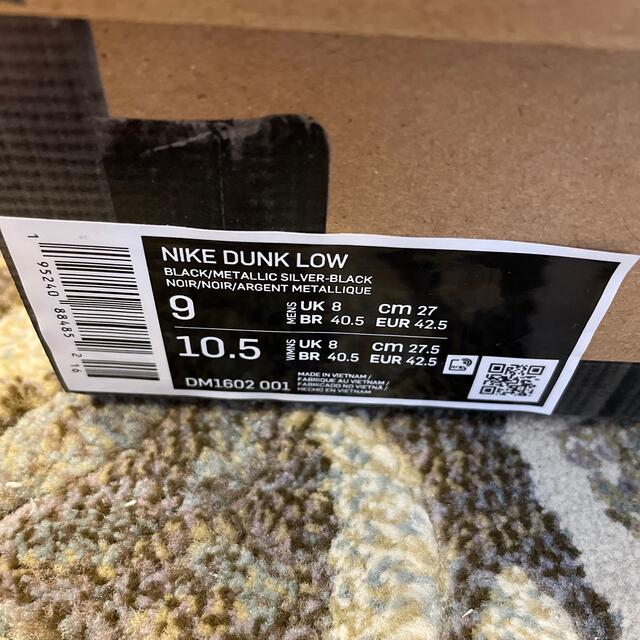 NIKE DUNK LOW
BLACK/METALLIC SILVER-BLACK
NOIR/NOIR/ARGENT METALLIQUE
9 MENS UK 8 cm 27
BR 40.5 EUR 42.5
10.5 WMNS UK 8 cm 27.5
BR 40.5 EUR 42.5
DM1602 001
MADE IN VIETNAM /
FABRIQUE AU VIETNAM /
FABRICADO NO VIETNÃ /
HECHO EN VIETNAM
1 95240 88485 2 16